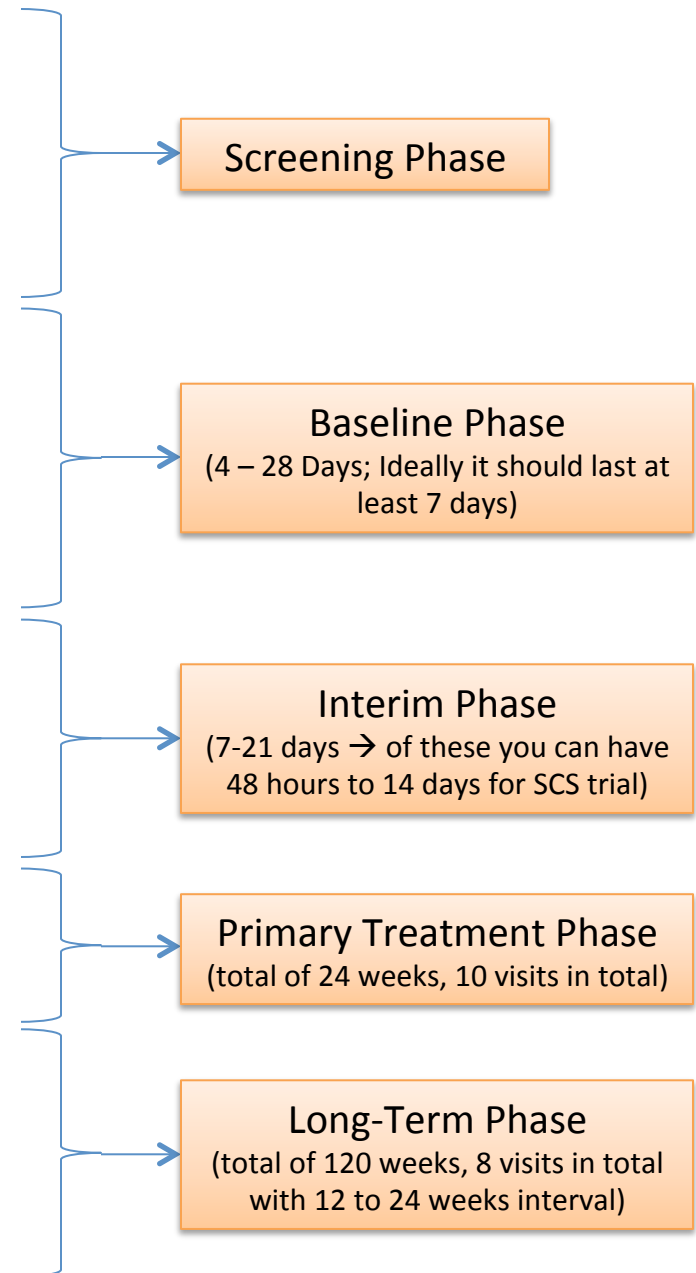 Screening Phase
Baseline Phase
(4 – 28 Days; Ideally it should last at
least 7 days)
Interim Phase
(7-21 days → of these you can have
48 hours to 14 days for SCS trial)
Primary Treatment Phase
(total of 24 weeks, 10 visits in total)
Long-Term Phase
(total of 120 weeks, 8 visits in total
with 12 to 24 weeks interval)